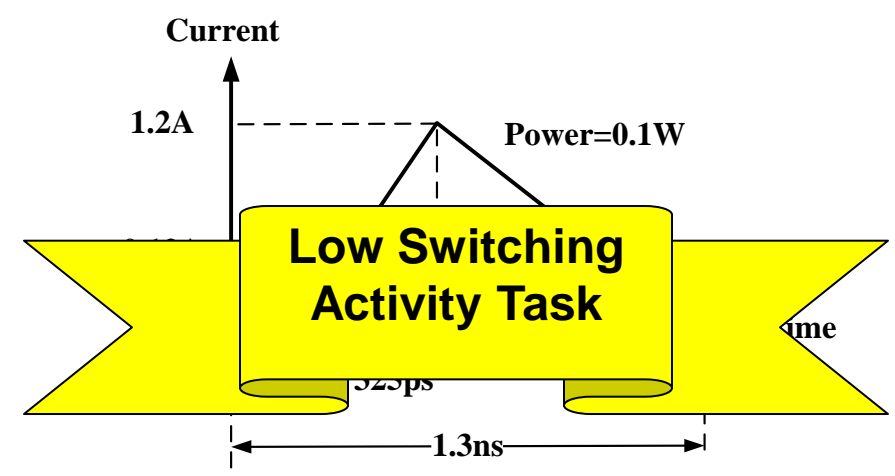 Current
1.2A
Power=0.1W
Low Switching
Activity Task
1.3ns